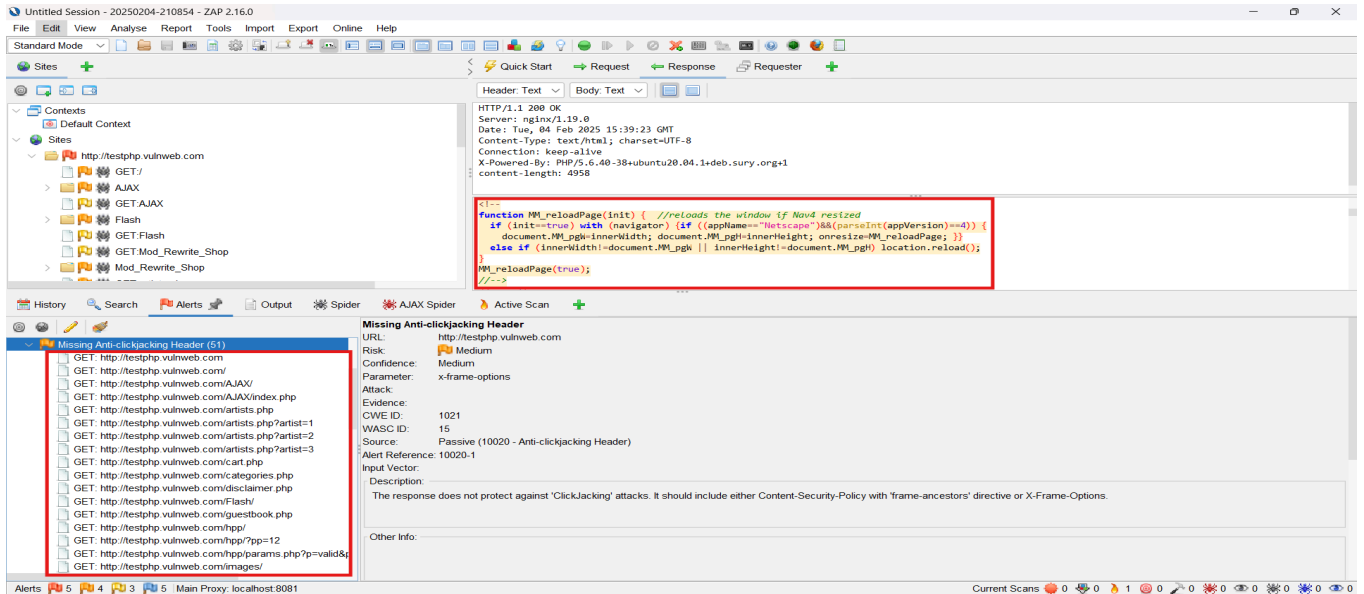 Untitled Session - 20250204-210854 - ZAP 2.16.0
File Edit View Analyse Report Tools Import Export Online Help
Standard Mode
Sites
Quick Start Request Response Requester
Header: Text Body: Text
Contexts
Default Context
Sites
http://testphp.vulnweb.com
GET:/
AJAX
GET:AJAX
Flash
GET:Flash
GET:Mod_Rewrite_Shop
Mod_Rewrite_Shop
HTTP/1.1 200 OK
Server: nginx/1.19.0
Date: Tue, 04 Feb 2025 15:39:23 GMT
Content-Type: text/html; charset=UTF-8
Connection: keep-alive
X-Powered-By: PHP/5.6.40-38+ubuntu20.04.1+deb.sury.org+1
content-length: 4958
<!--
function MM_reloadPage(init) { //reloads the window if Nav4 resized
if (init==true) with (navigator) {if ((appName=="Netscape")&&(parseInt(appVersion)==4)) {
document.MM_pgW=innerWidth; document.MM_pgH=innerHeight; onresize=MM_reloadPage; }}
else if (innerWidth!=document.MM_pgW || innerHeight!=document.MM_pgH) location.reload();
}
MM_reloadPage(true);
//-->
History Search Alerts Output Spider AJAX Spider Active Scan
Missing Anti-clickjacking Header (51)
GET: http://testphp.vulnweb.com
GET: http://testphp.vulnweb.com/
GET: http://testphp.vulnweb.com/AJAX/
GET: http://testphp.vulnweb.com/AJAX/index.php
GET: http://testphp.vulnweb.com/artists.php
GET: http://testphp.vulnweb.com/artists.php?artist=1
GET: http://testphp.vulnweb.com/artists.php?artist=2
GET: http://testphp.vulnweb.com/artists.php?artist=3
GET: http://testphp.vulnweb.com/cart.php
GET: http://testphp.vulnweb.com/categories.php
GET: http://testphp.vulnweb.com/disclaimer.php
GET: http://testphp.vulnweb.com/Flash/
GET: http://testphp.vulnweb.com/guestbook.php
GET: http://testphp.vulnweb.com/hpp/
GET: http://testphp.vulnweb.com/hpp/?pp=12
GET: http://testphp.vulnweb.com/hpp/params.php?p=valid&p
GET: http://testphp.vulnweb.com/images/
Missing Anti-clickjacking Header
URL: http://testphp.vulnweb.com
Risk: Medium
Confidence: Medium
Parameter: x-frame-options
Attack:
Evidence:
CWE ID: 1021
WASC ID: 15
Source: Passive (10020 - Anti-clickjacking Header)
Alert Reference: 10020-1
Input Vector:
Description:
The response does not protect against 'ClickJacking' attacks. It should include either Content-Security-Policy with 'frame-ancestors' directive or X-Frame-Options.
Other Info:
Alerts 5 4 3 5 Main Proxy: localhost:8081
Current Scans 0 0 1 0 0 0 0 0 0 0